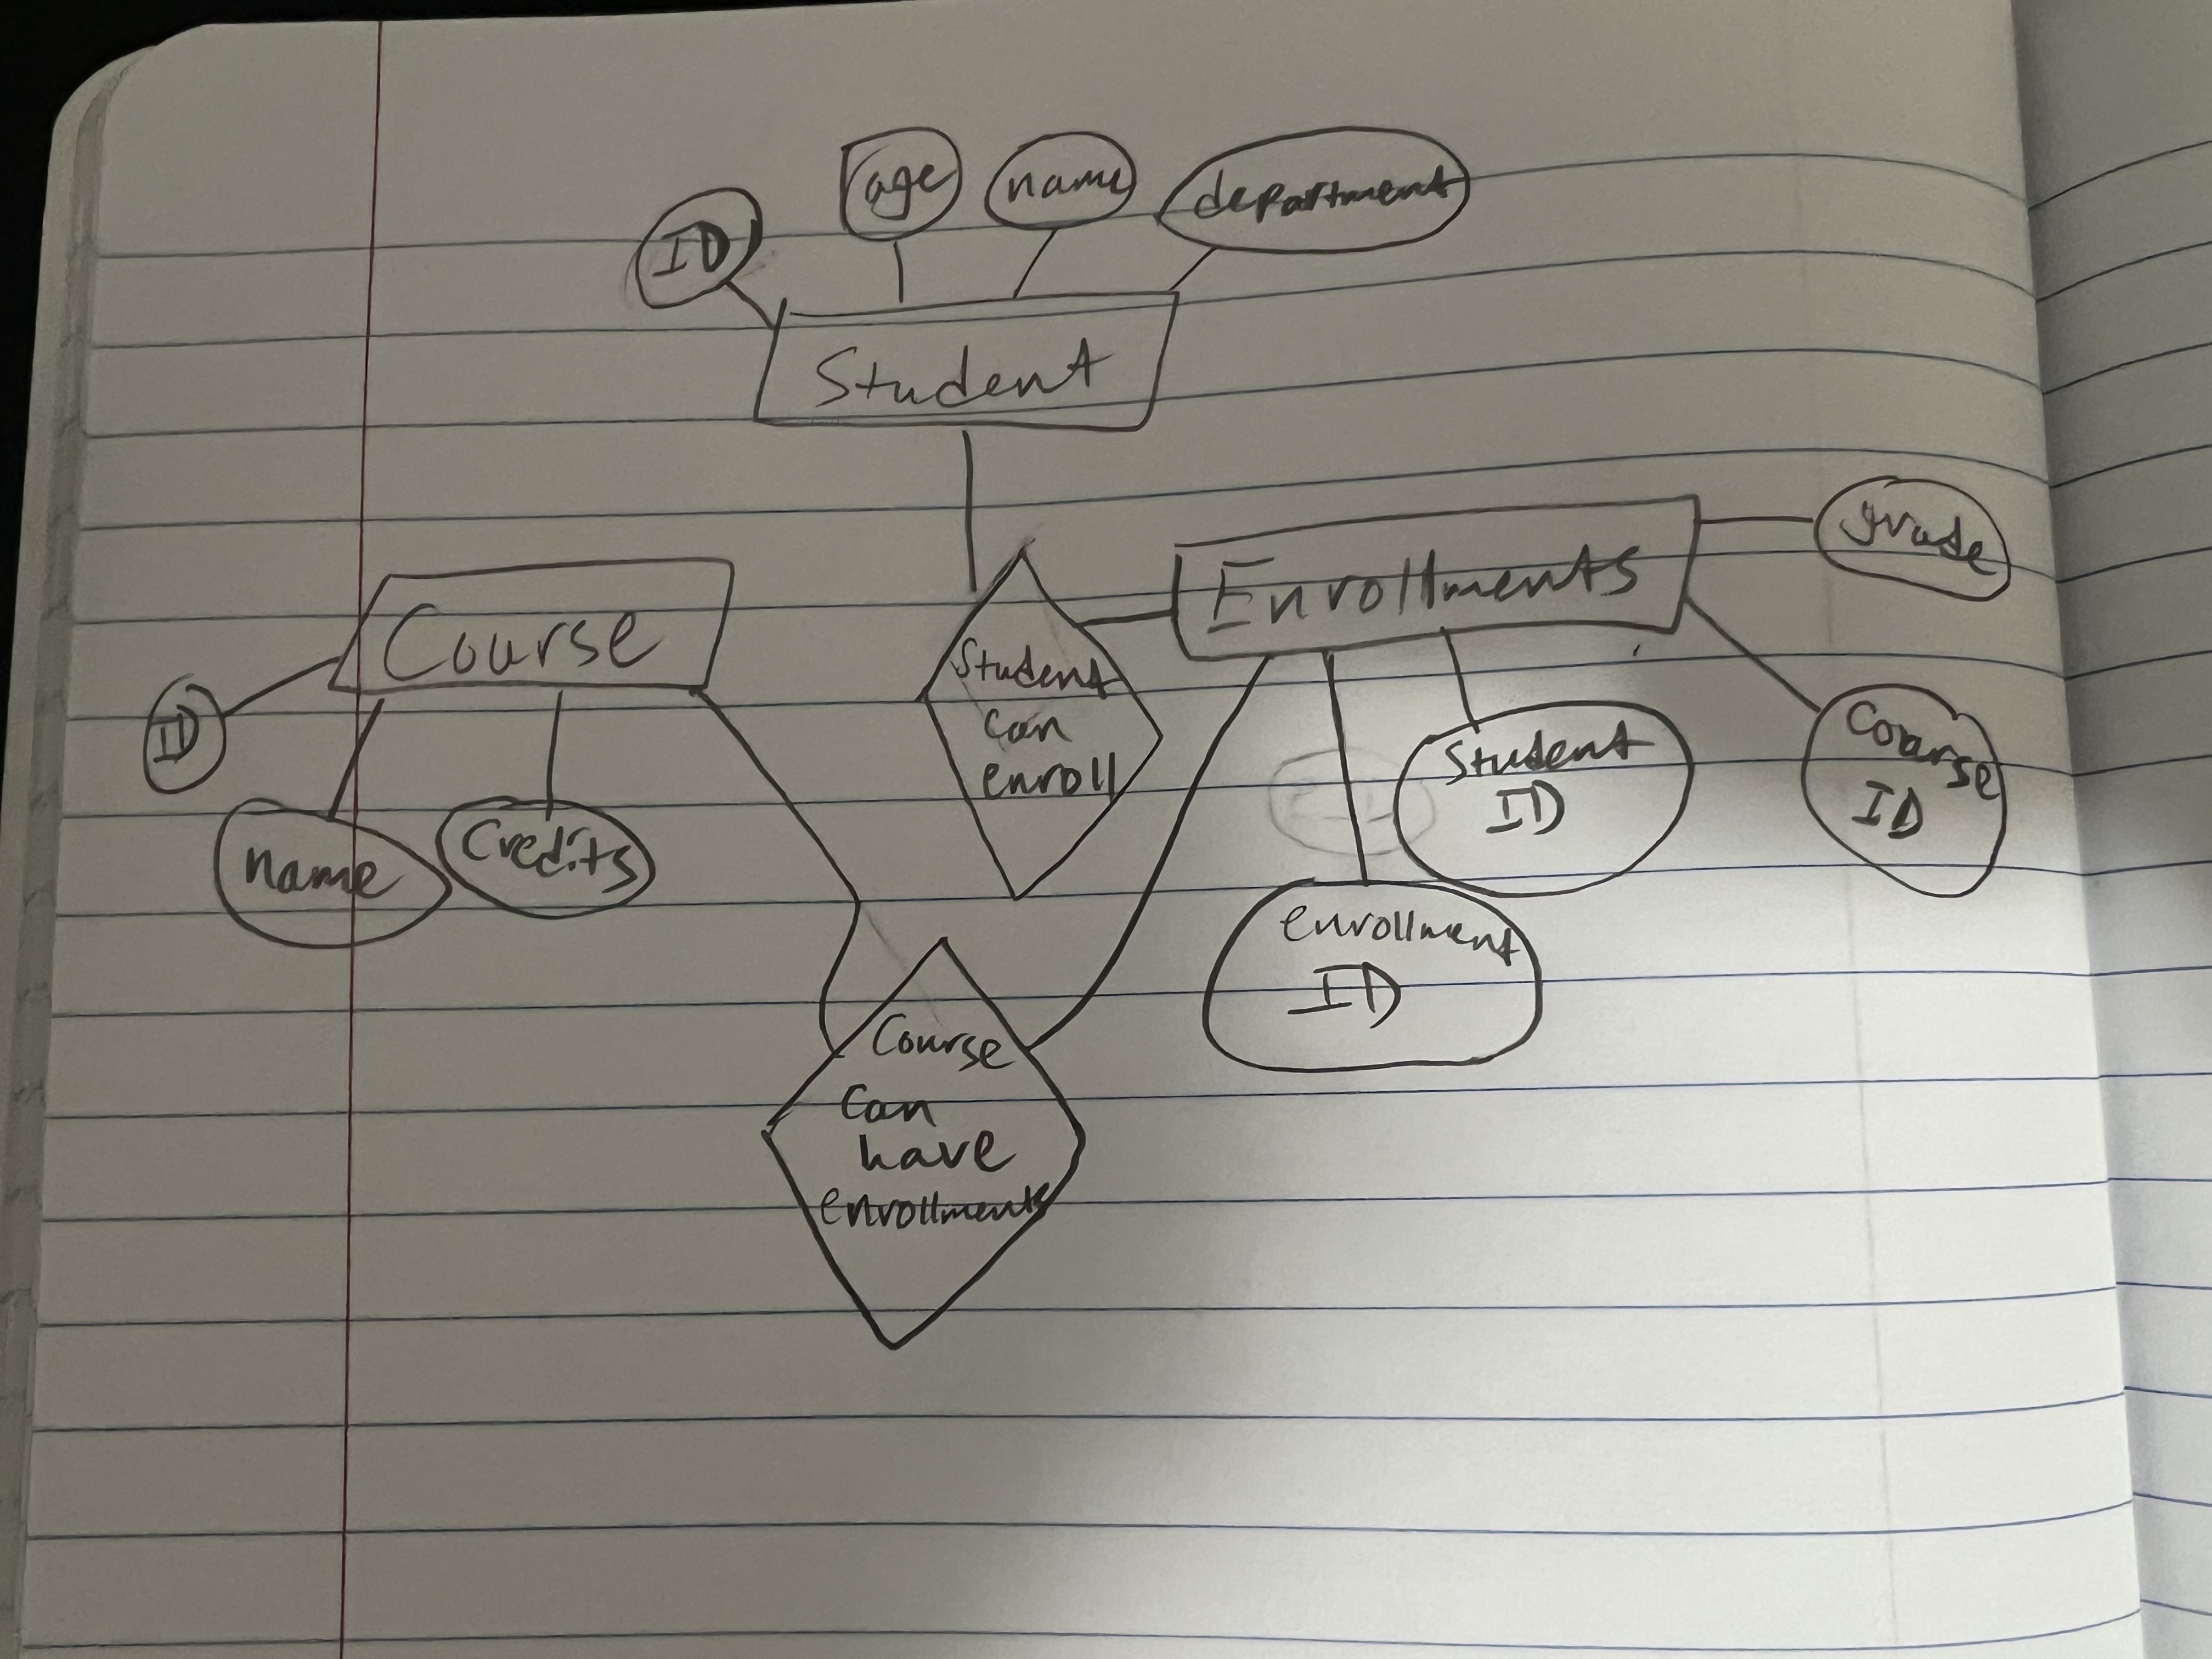 age
name
department
ID
Student
grade
Enrollments
Course
Student
can
enroll
ID
Student
ID
Course
ID
name
Credits
enrollment
ID
Course
Can
have
enrollments